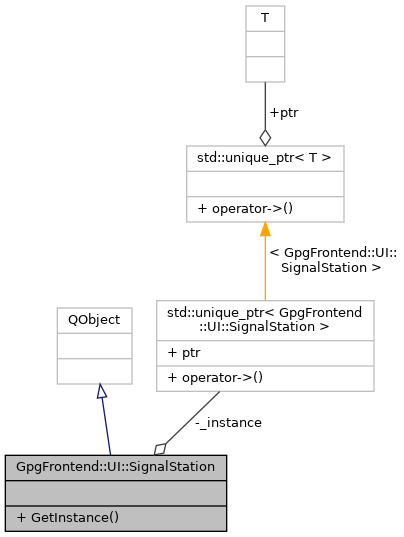 T
+ptr
std::unique_ptr< T >
+ operator->()
< GpgFrontend::UI::
SignalStation >
std::unique_ptr< GpgFrontend
::UI::SignalStation >
+ ptr
+ operator->()
QObject
-_instance
GpgFrontend::UI::SignalStation
+ GetInstance()